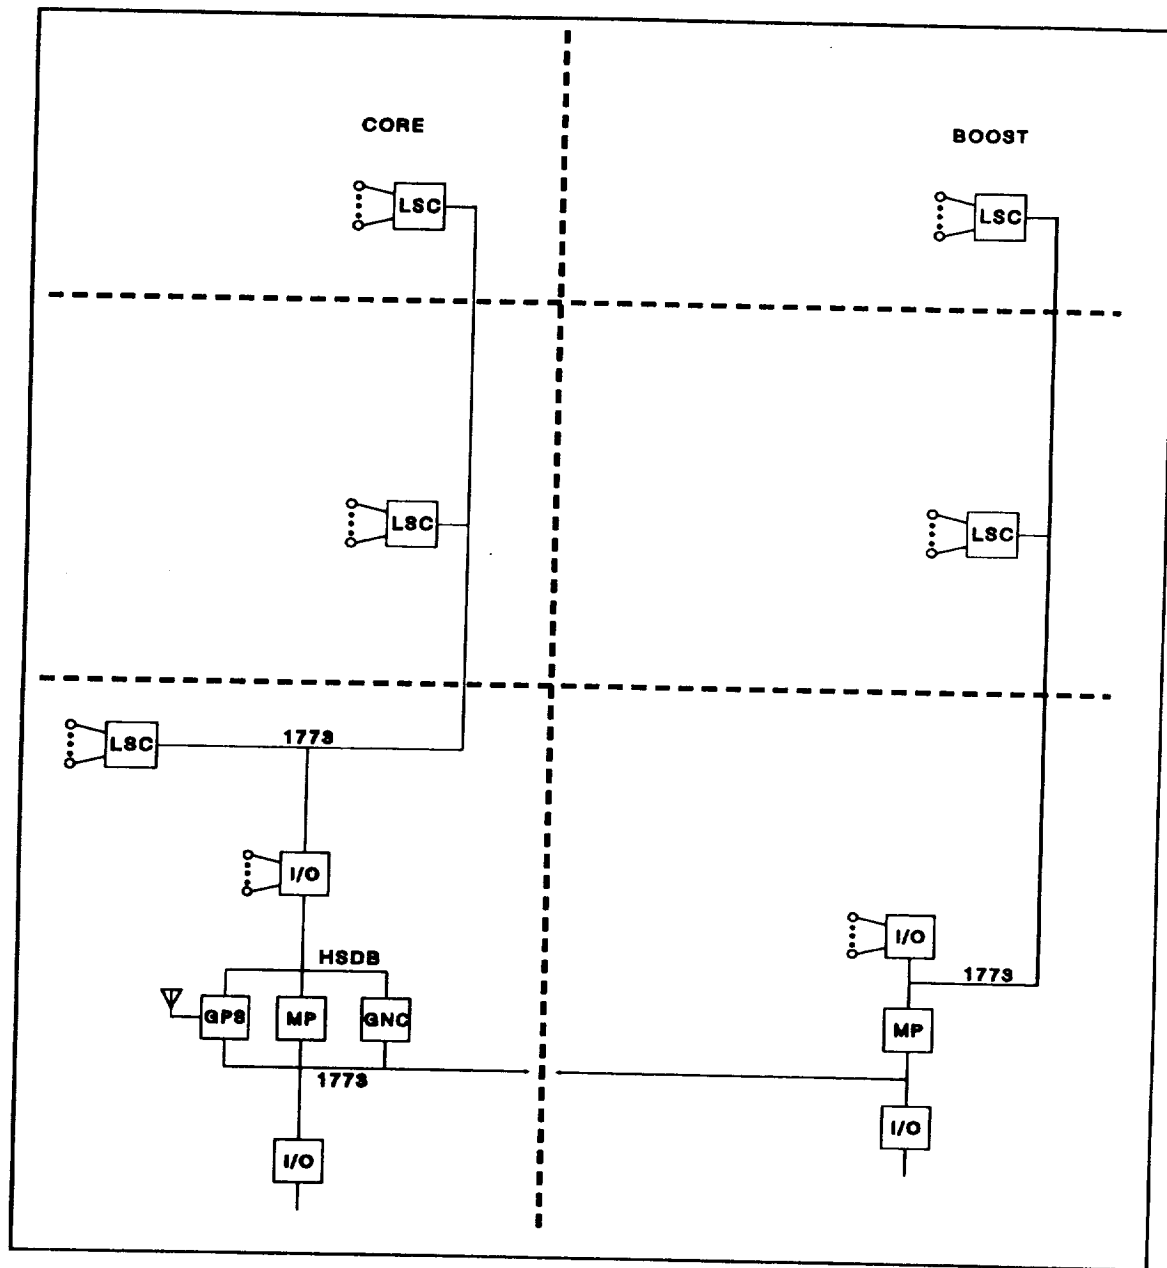 CORE
BOOST
LSC
LSC
LSC
LSC
LSC
1773
I/O
I/O
HSDB
1773
GPS
MP
GNC
MP
1773
I/O
I/O